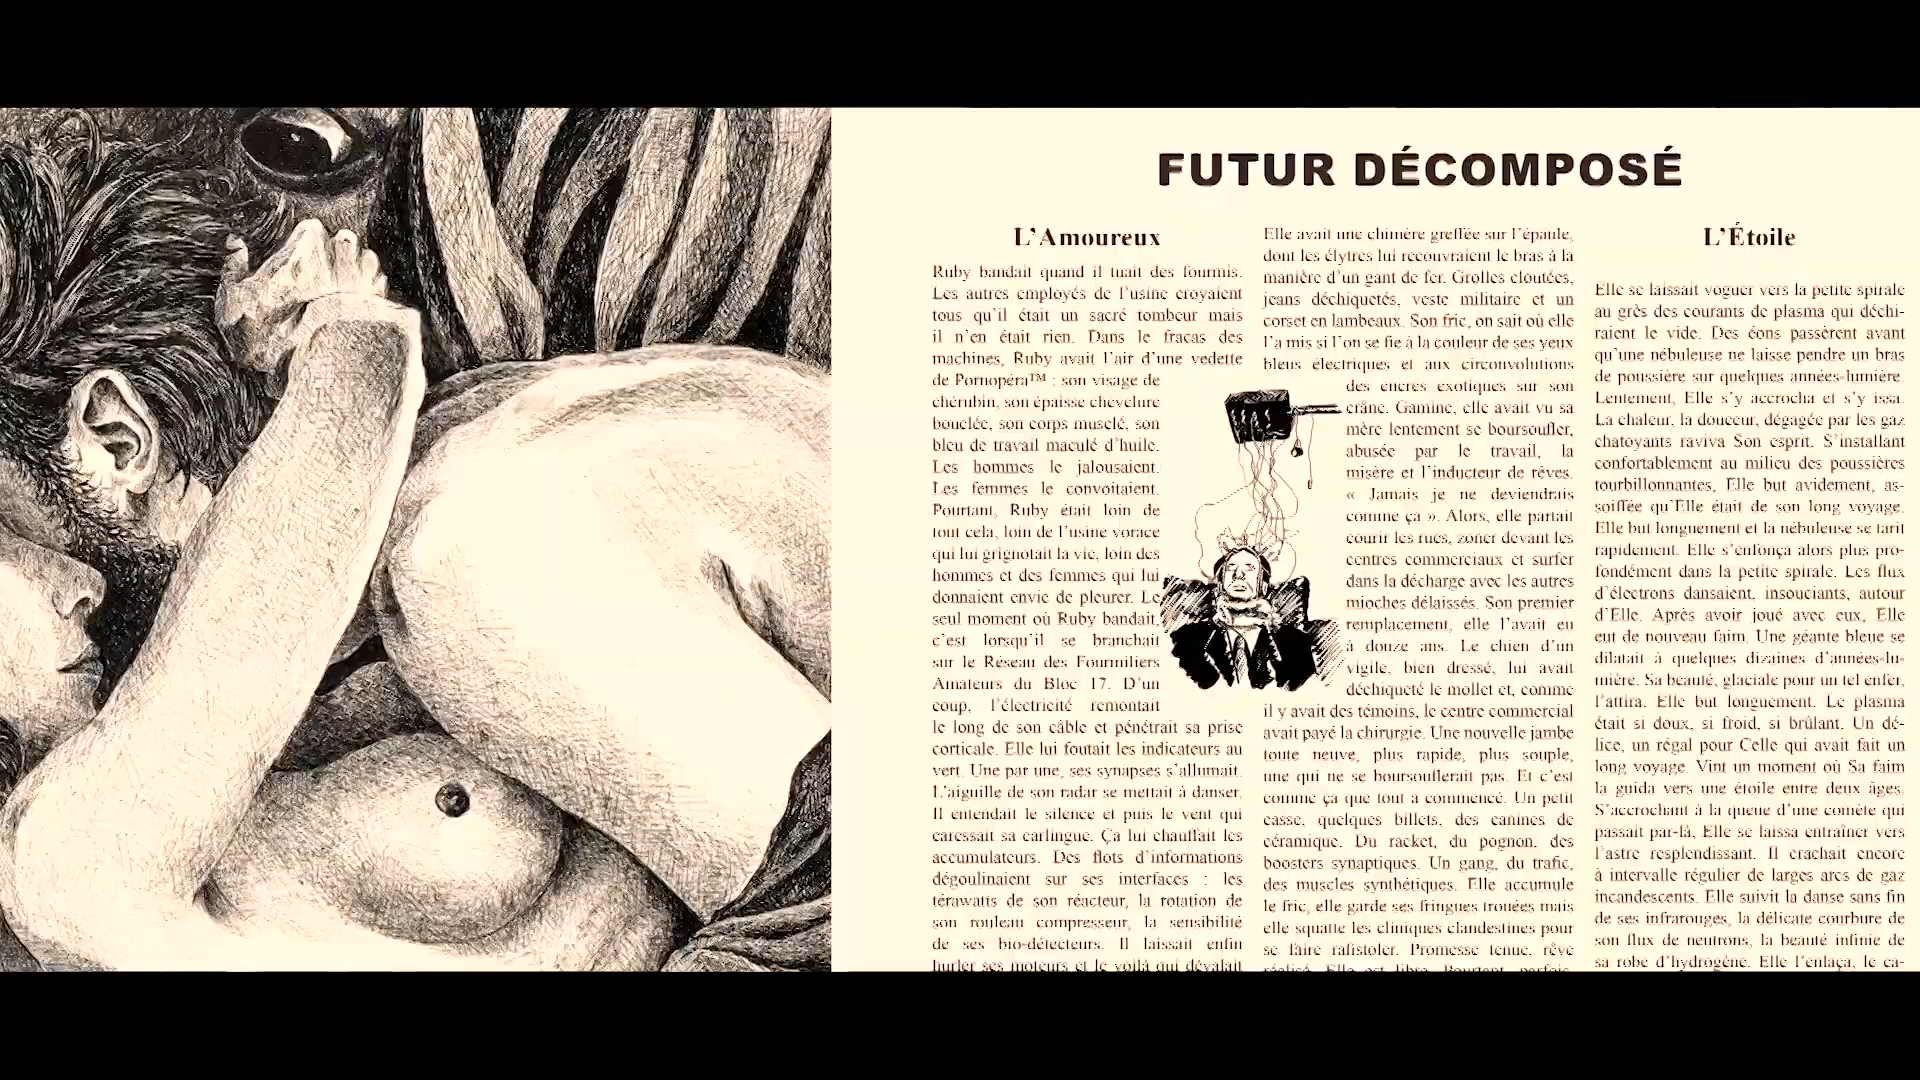 FUTUR DÉCOMPOSÉ
L'Amoureux
Ruby bandait quand il tuait des fourmis.
Les autres employés de l'usine croyaient
tous qu'il était un sacré tombeur mais
il n'en était rien. Dans le fracas des
machines, Ruby avait l'air d'une vedette
de Pornopéra™ : son visage de
chérubin, son épaisse chevelure
bouclée, son corps musclé, son
bleu de travail maculé d'huile.
Les hommes le jalousaient.
Les femmes le convoitaient.
Pourtant, Ruby était loin de
tout cela, loin de l'usine vorace
qui lui grignotait la vie, loin des
hommes et des femmes qui lui
donnaient envie de pleurer. Le
seul moment où Ruby bandait,
c'est lorsqu'il se branchait
sur le Réseau des Fourmiliers
Amateurs du Bloc 17. D'un
coup, l'électricité remontait
le long de son câble et pénétrait sa prise
corticale. Elle lui foutait les indicateurs au
vert. Une par une, ses synapses s'allumait.
L'aiguille de son radar se mettait à danser.
Il entendait le silence et puis le vent qui
caressait sa carlingue. Ça lui chauffait les
accumulateurs. Des flots d'informations
dégoulinaient sur ses interfaces : les
térawatts de son réacteur, la rotation de
son rouleau compresseur, la sensibilité
de ses bio-détecteurs. Il laissait enfin
hurler ses moteurs et le voilà qui dévalait
Elle avait une chimère greffée sur l'épaule,
dont les élytres lui recouvraient le bras à la
manière d'un gant de fer. Grolles cloutées,
jeans déchiquetés, veste militaire et un
corset en lambeaux. Son fric, on sait où elle
l'a mis si l'on se fie à la couleur de ses yeux
bleus électriques et aux circonvolutions
des encres exotiques sur son
crâne. Gamine, elle avait vu sa
mère lentement se boursoufler,
abusée par le travail, la
misère et l'inducteur de rêves.
« Jamais je ne deviendrais
comme ça ». Alors, elle partait
courir les rues, zoner devant les
centres commerciaux et surfer
dans la décharge avec les autres
mioches délaissés. Son premier
remplacement, elle l'avait eu
à douze ans. Le chien d'un
vigile, bien dressé, lui avait
déchiqueté le mollet et, comme
il y avait des témoins, le centre commercial
avait payé la chirurgie. Une nouvelle jambe
toute neuve, plus rapide, plus souple,
une qui ne se boursouflerait pas. Et c'est
comme ça que tout a commencé. Un petit
casse, quelques billets, des canines de
céramique. Du racket, du pognon, des
boosters synaptiques. Un gang, du trafic,
des muscles synthétiques. Elle accumule
le fric, elle garde ses fringues trouées mais
elle squatte les cliniques clandestines pour
se faire rafistoler. Promesse tenue, rêve
réalisé. Elle est libre. Pourtant, parfois,
L'Étoile
Elle se laissait voguer vers la petite spirale
au grès des courants de plasma qui déchi-
raient le vide. Des éons passèrent avant
qu'une nébuleuse ne laisse pendre un bras
de poussière sur quelques années-lumière.
Lentement, Elle s'y accrocha et s'y issa.
La chaleur, la douceur, dégagée par les gaz
chatoyants raviva Son esprit. S'installant
confortablement au milieu des poussières
tourbillonnantes, Elle but avidement, as-
soiffée qu'Elle était de son long voyage.
Elle but longuement et la nébuleuse se tarit
rapidement. Elle s'enfonça alors plus pro-
fondément dans la petite spirale. Les flux
d'électrons dansaient, insouciants, autour
d'Elle. Après avoir joué avec eux, Elle
eut de nouveau faim. Une géante bleue se
dilatait à quelques dizaines d'années-lu-
mière. Sa beauté, glaciale pour un tel enfer,
l'attira. Elle but longuement. Le plasma
était si doux, si froid, si brûlant. Un dé-
lice, un régal pour Celle qui avait fait un
long voyage. Vint un moment où Sa faim
la guida vers une étoile entre deux âges.
S'accrochant à la queue d'une comète qui
passait par-là, Elle se laissa entraîner vers
l'astre resplendissant. Il crachait encore
à intervalle régulier de larges arcs de gaz
incandescents. Elle suivit la danse sans fin
de ses infrarouges, la délicate courbure de
son flux de neutrons, la beauté infinie de
sa robe d'hydrogène. Elle l'enlaça, le ca-